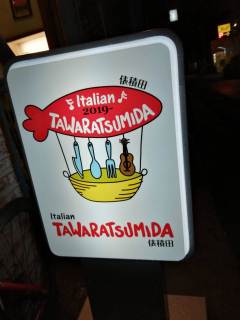 俵積田
♪ Italian ♪
2019-
TAWARATSUMIDA
Italian
TAWARATSUMIDA
俵積田